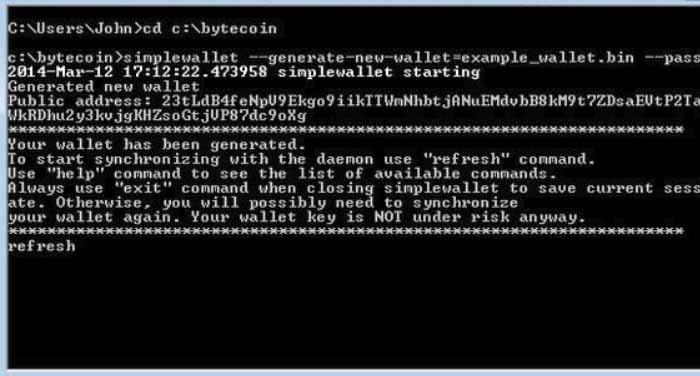 C:\Users\John>cd c:\bytecoin
c:\bytecoin>simplewallet --generate-new-wallet=example_wallet.bin --pass
2014-Mar-12 17:12:22.473958 simplewallet starting
Generated new wallet
Public address: 23tLdB4feNpU9Ekgo9iikTTWmNhbtjANuEMdvbB8kM9t7ZDsaEVtP2Ta
WkRDhu2y3kvjgKHZsoGtjVP87dc9oXg
**********************************************************************
Your wallet has been generated.
To start synchronizing with the daemon use "refresh" command.
Use "help" command to see the list of available commands.
Always use "exit" command when closing simplewallet to save current sess
ate. Otherwise, you will possibly need to synchronize
your wallet again. Your wallet key is NOT under risk anyway.
**********************************************************************
refresh